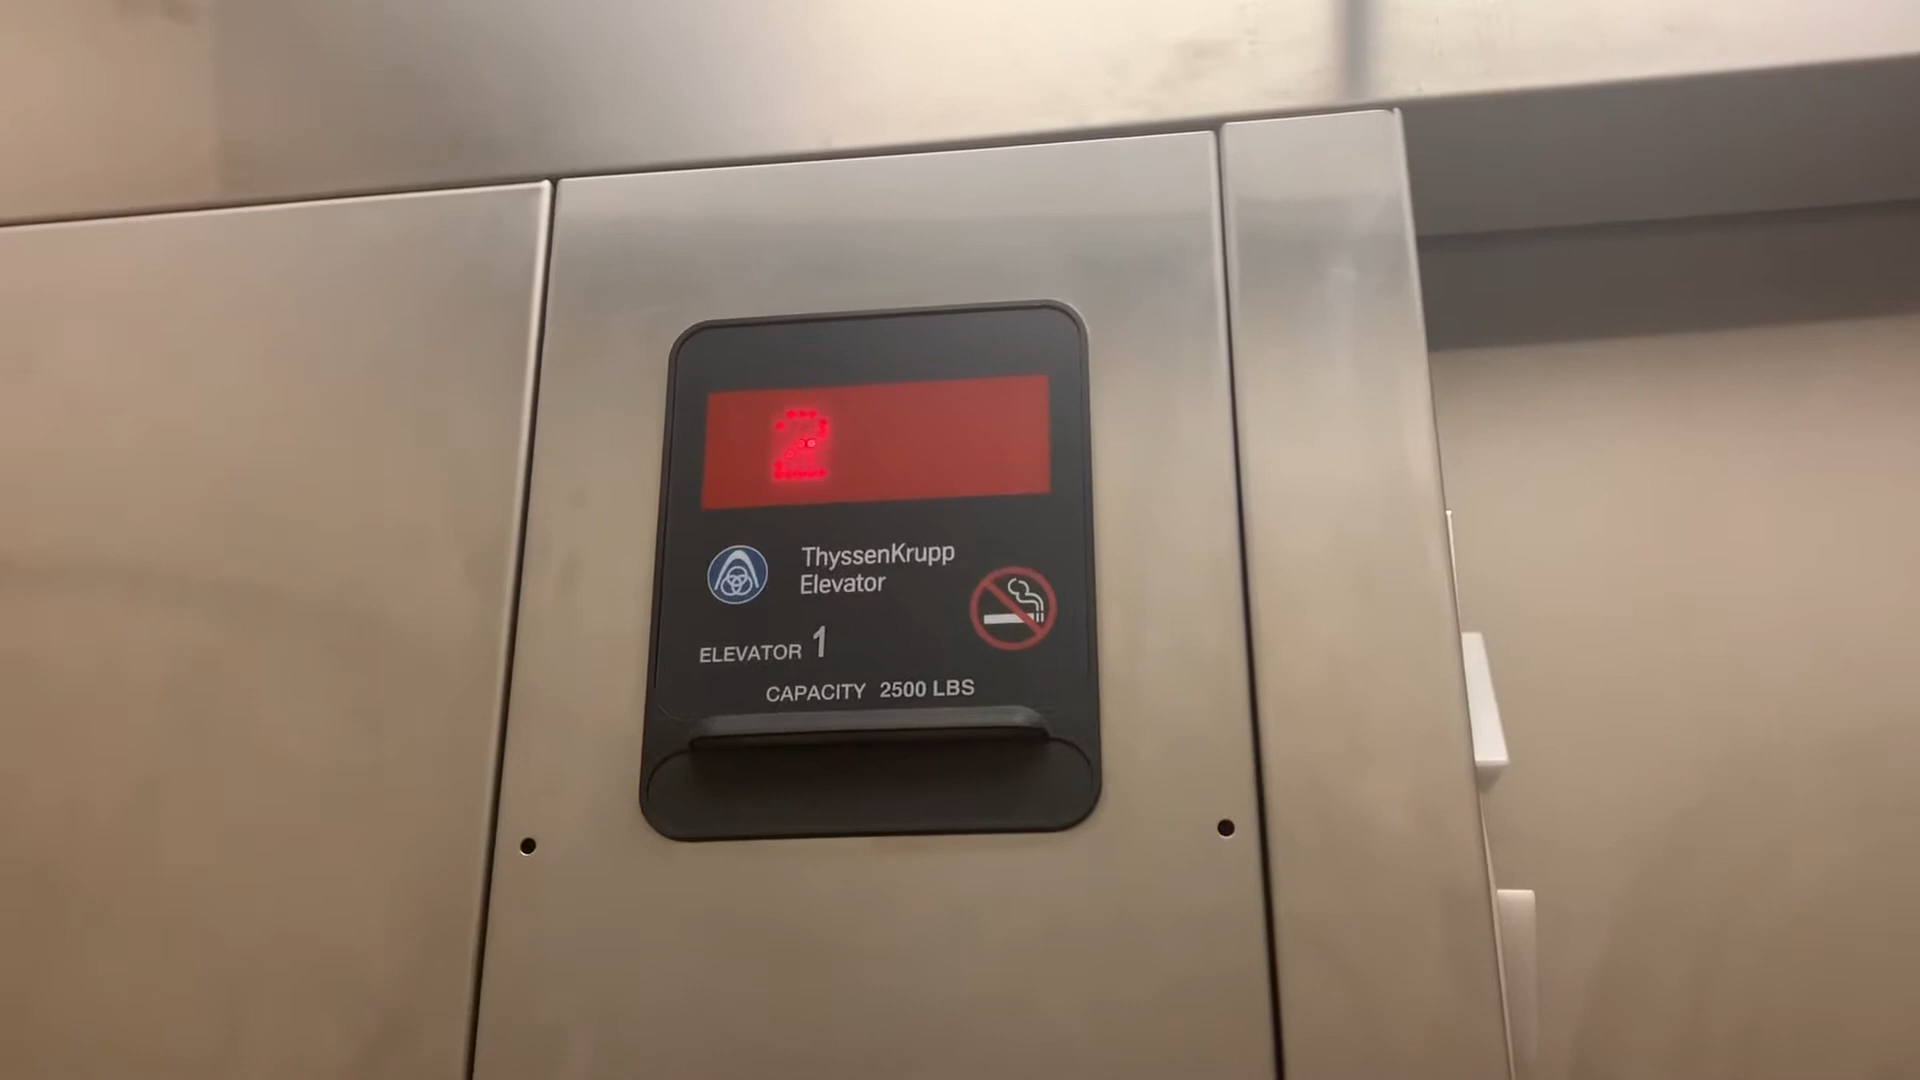 2
ThyssenKrupp
Elevator
ELEVATOR 1
CAPACITY 2500 LBS